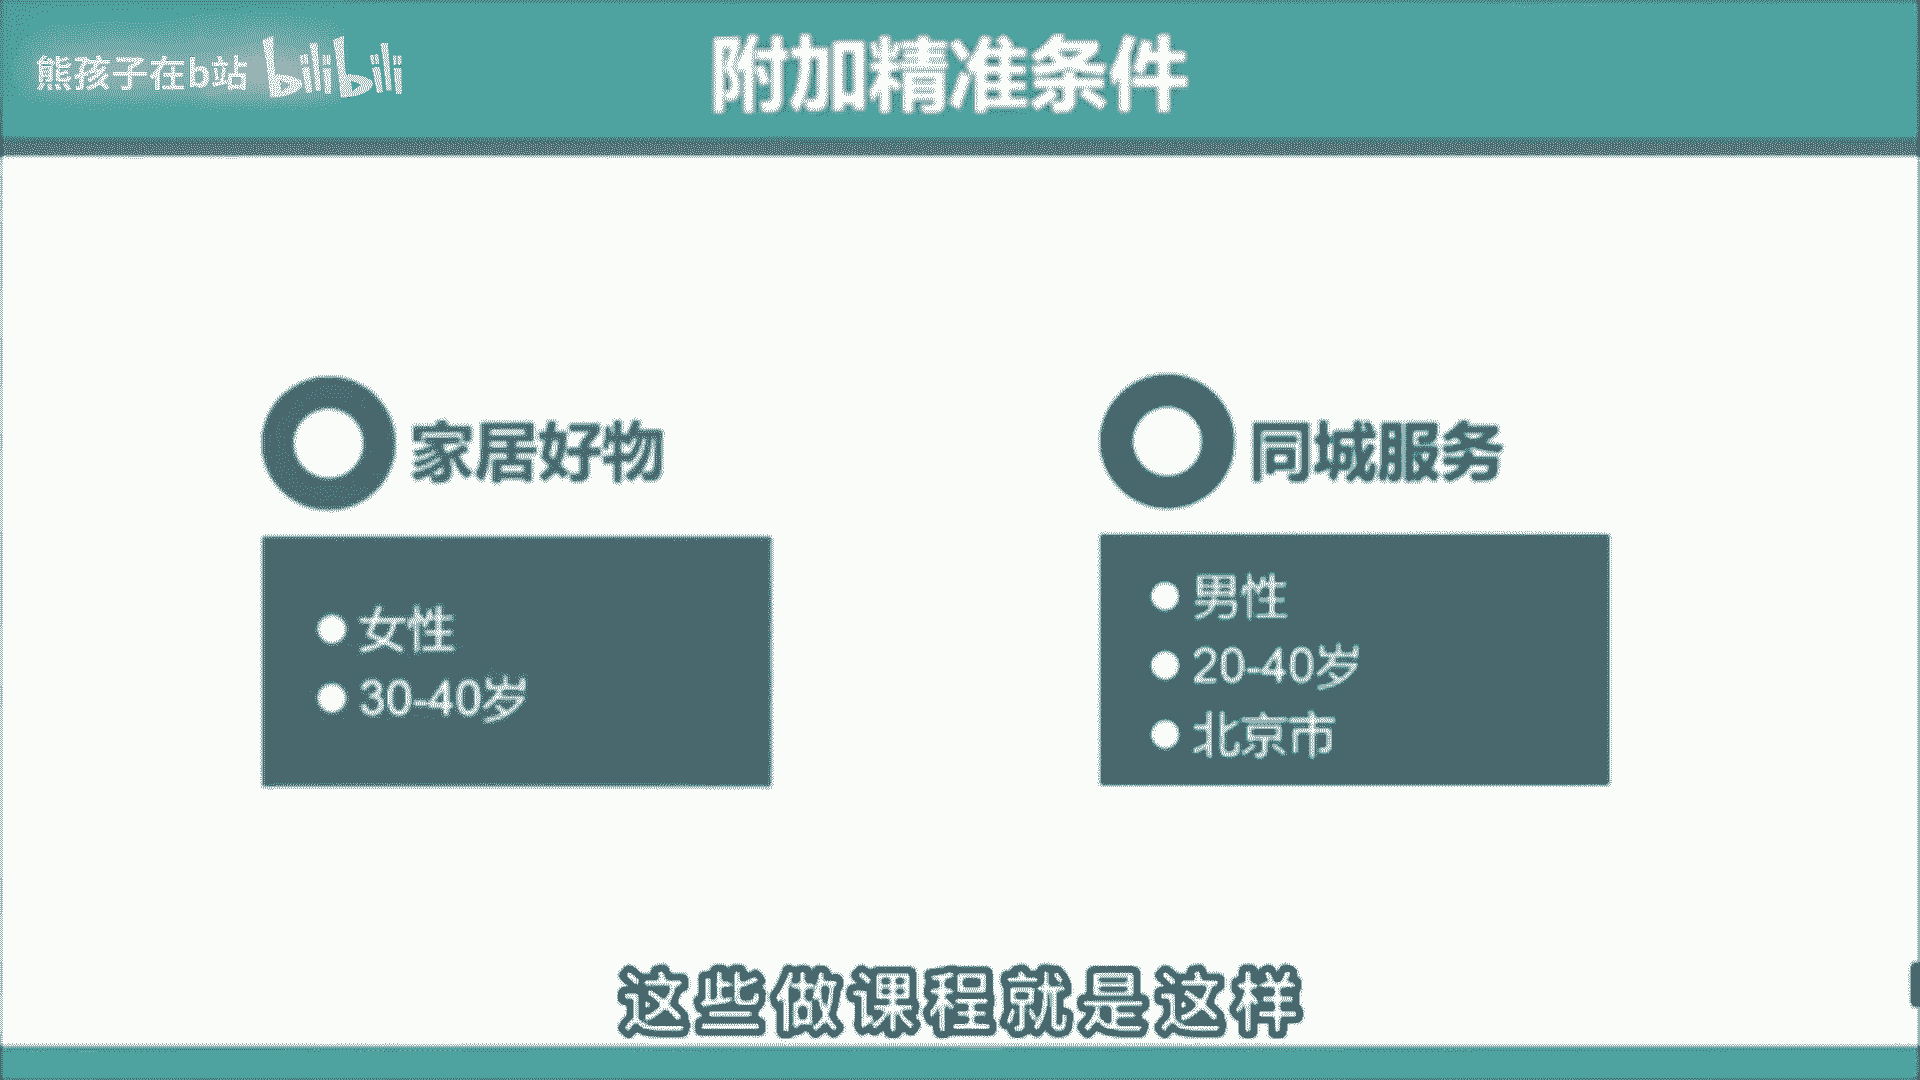 熊孩子在b站 bilibili
附加精准条件
家居好物
女性
30-40岁
同城服务
男性
20-40岁
北京市
这些做课程就是这样